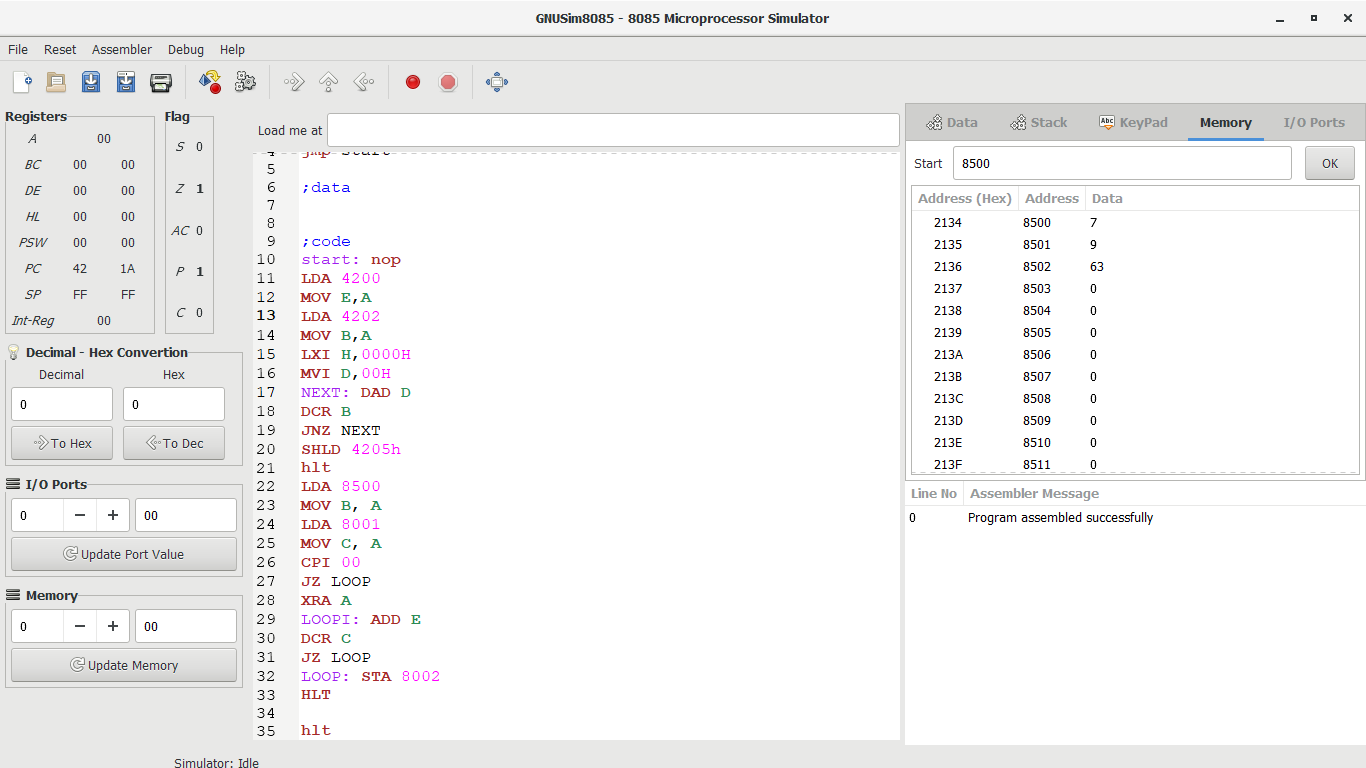 GNUSim8085 - 8085 Microprocessor Simulator
File Reset Assembler Debug Help
Registers
A 00
BC 00 00
DE 00 00
HL 00 00
PSW 00 00
PC 42 1A
SP FF FF
Int-Reg 00
Flag
S 0
Z 1
AC 0
P 1
C 0
Decimal - Hex Convertion
Decimal Hex
0 0
To Hex To Dec
I/O Ports
0 − + 00
Update Port Value
Memory
0 − + 00
Update Memory
Load me at
4 jmp start
5
6 ;data
7
8
9 ;code
10 start: nop
11 LDA 4200
12 MOV E,A
13 LDA 4202
14 MOV B,A
15 LXI H,0000H
16 MVI D,00H
17 NEXT: DAD D
18 DCR B
19 JNZ NEXT
20 SHLD 4205h
21 hlt
22 LDA 8500
23 MOV B, A
24 LDA 8001
25 MOV C, A
26 CPI 00
27 JZ LOOP
28 XRA A
29 LOOPI: ADD E
30 DCR C
31 JZ LOOP
32 LOOP: STA 8002
33 HLT
34
35 hlt
Data Stack Abc KeyPad Memory I/O Ports
Start 8500 OK
Address (Hex) Address Data
2134 8500 7
2135 8501 9
2136 8502 63
2137 8503 0
2138 8504 0
2139 8505 0
213A 8506 0
213B 8507 0
213C 8508 0
213D 8509 0
213E 8510 0
213F 8511 0
Line No Assembler Message
0 Program assembled successfully
Simulator: Idle